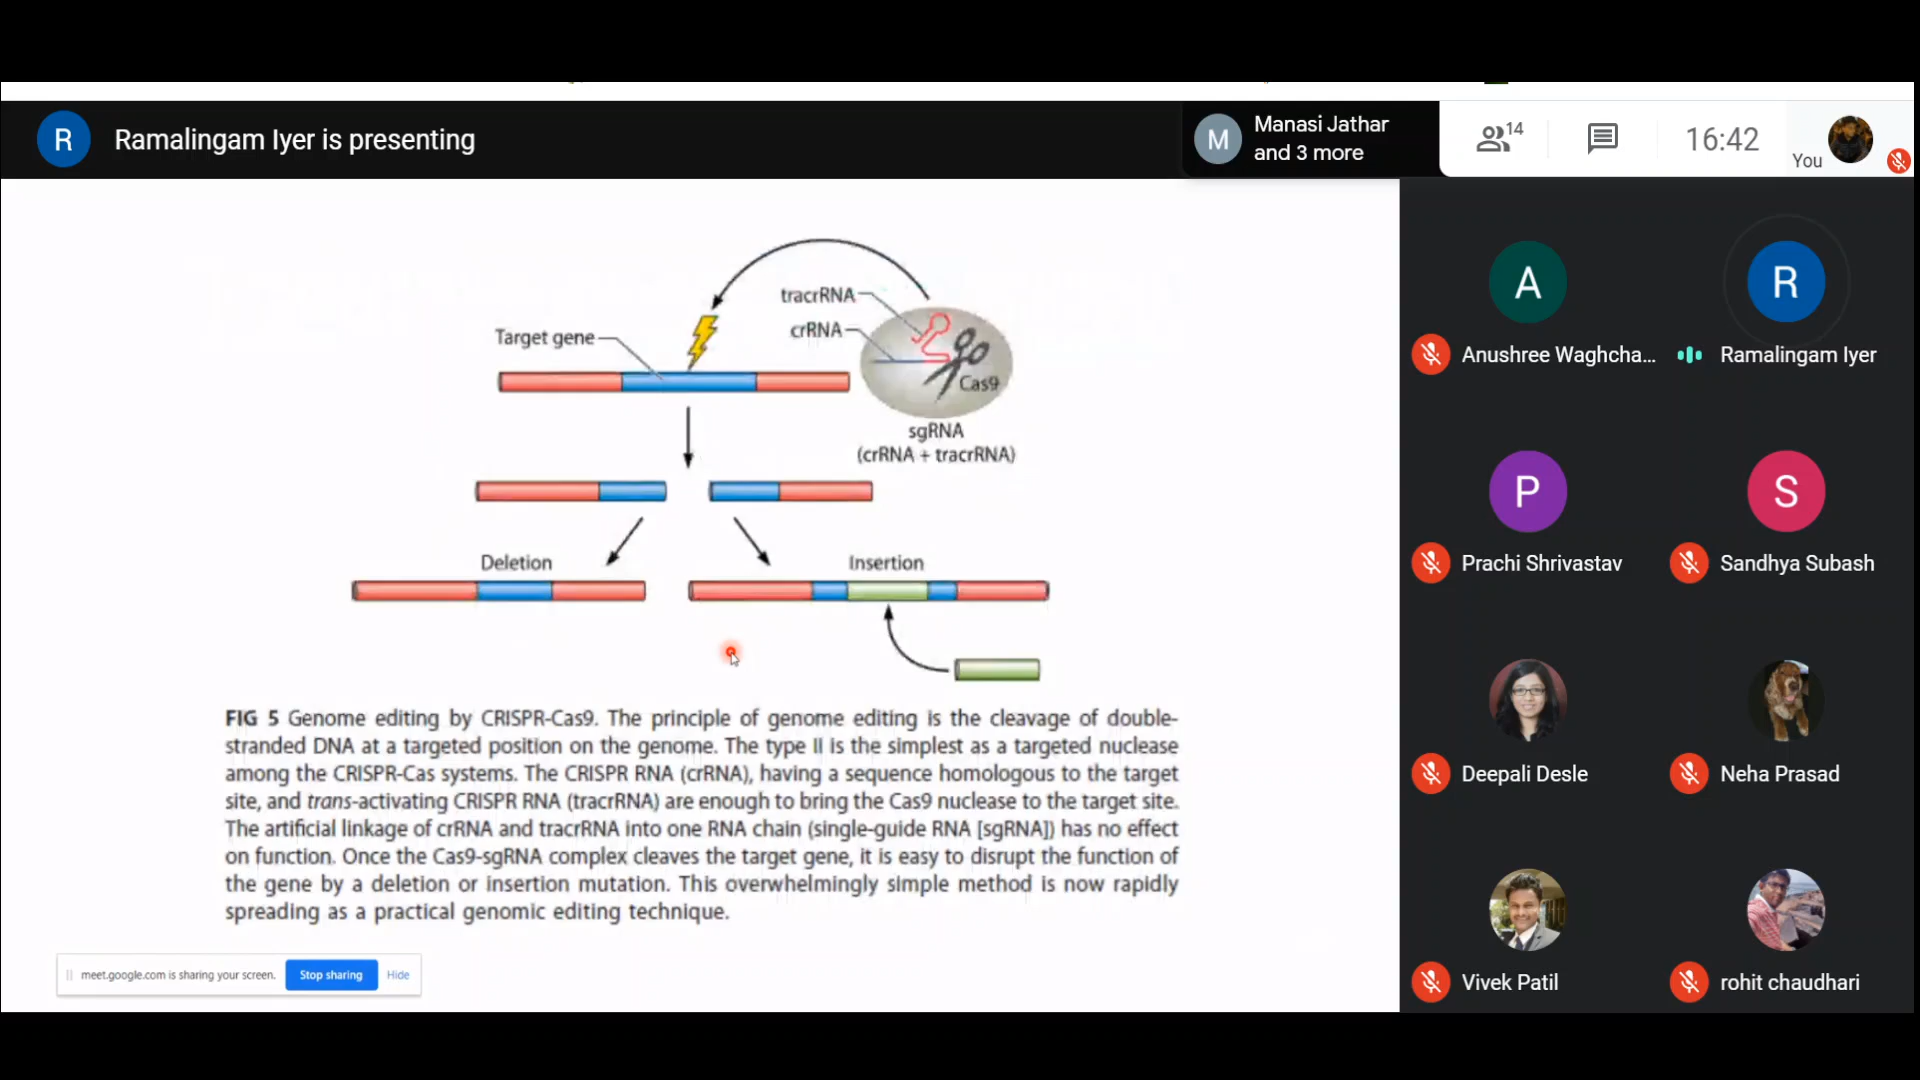 R
Ramalingam Iyer is presenting
M
Manasi Jathar
and 3 more
14
16:42
You
tracrRNA
crRNA
Target gene
Cas9
sgRNA
(crRNA + tracrRNA)
Deletion
Insertion
FIG 5 Genome editing by CRISPR-Cas9. The principle of genome editing is the cleavage of double-
stranded DNA at a targeted position on the genome. The type II is the simplest as a targeted nuclease
among the CRISPR-Cas systems. The CRISPR RNA (crRNA), having a sequence homologous to the target
site, and trans-activating CRISPR RNA (tracrRNA) are enough to bring the Cas9 nuclease to the target site.
The artificial linkage of crRNA and tracrRNA into one RNA chain (single-guide RNA [sgRNA]) has no effect
on function. Once the Cas9-sgRNA complex cleaves the target gene, it is easy to disrupt the function of
the gene by a deletion or insertion mutation. This overwhelmingly simple method is now rapidly
spreading as a practical genomic editing technique.
meet.google.com is sharing your screen.
Stop sharing
Hide
A
R
Anushree Waghcha...
Ramalingam Iyer
P
S
Prachi Shrivastav
Sandhya Subash
Deepali Desle
Neha Prasad
Vivek Patil
rohit chaudhari